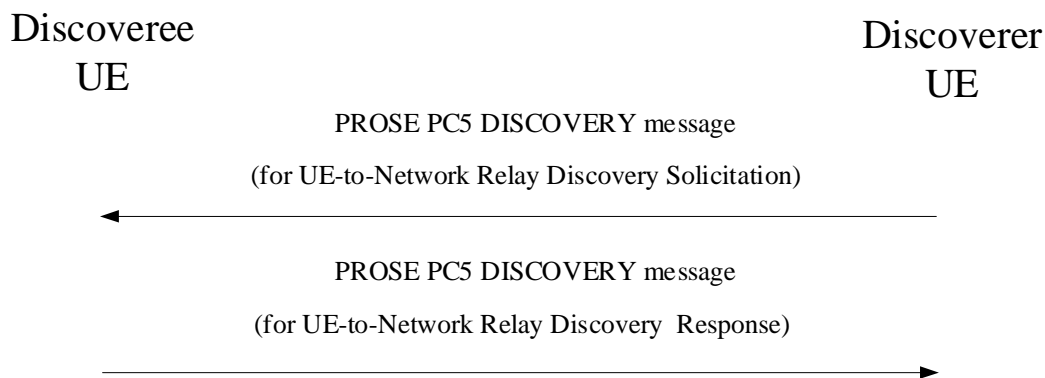 Discoveree
UE
Discoverer
UE
PROSE PC5 DISCOVERY message
(for UE-to-Network Relay Discovery Solicitation)
PROSE PC5 DISCOVERY message
(for UE-to-Network Relay Discovery Response)